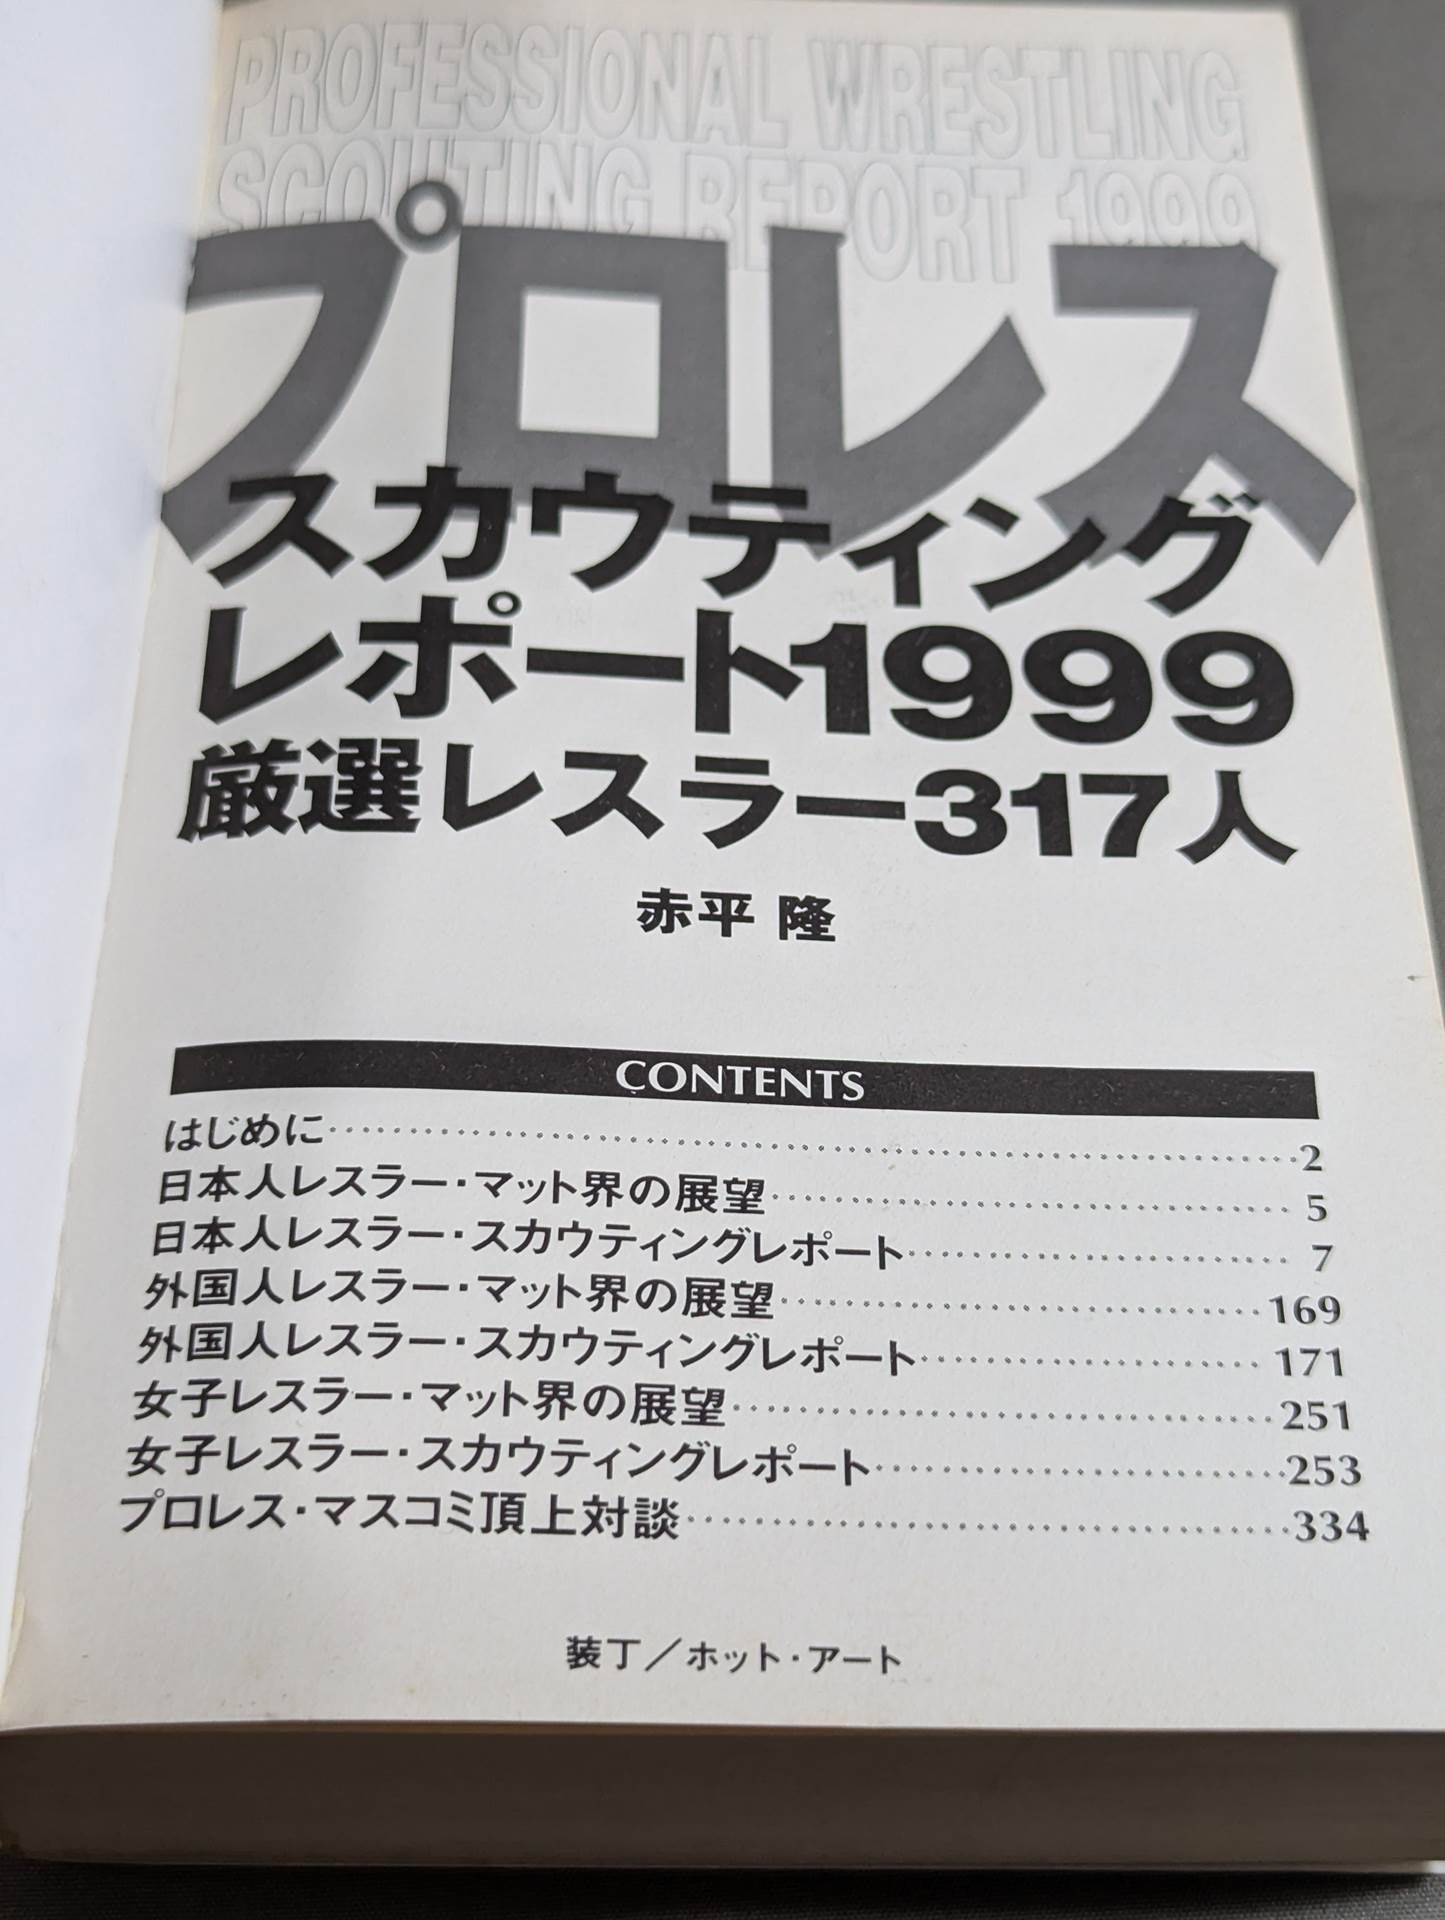 PROFESSIONAL WRESTLING
SCOUTING REPORT 1999
プロレス
スカウティング
レポート1999
厳選レスラー317人
赤平 隆
CONTENTS
はじめに……………………………………………2
日本人レスラー・マット界の展望……………………5
日本人レスラー・スカウティングレポート……………7
外国人レスラー・マット界の展望……………………169
外国人レスラー・スカウティングレポート……………171
女子レスラー・マット界の展望………………………251
女子レスラー・スカウティングレポート………………253
プロレス・マスコミ頂上対談…………………………334
装丁／ホット・アート